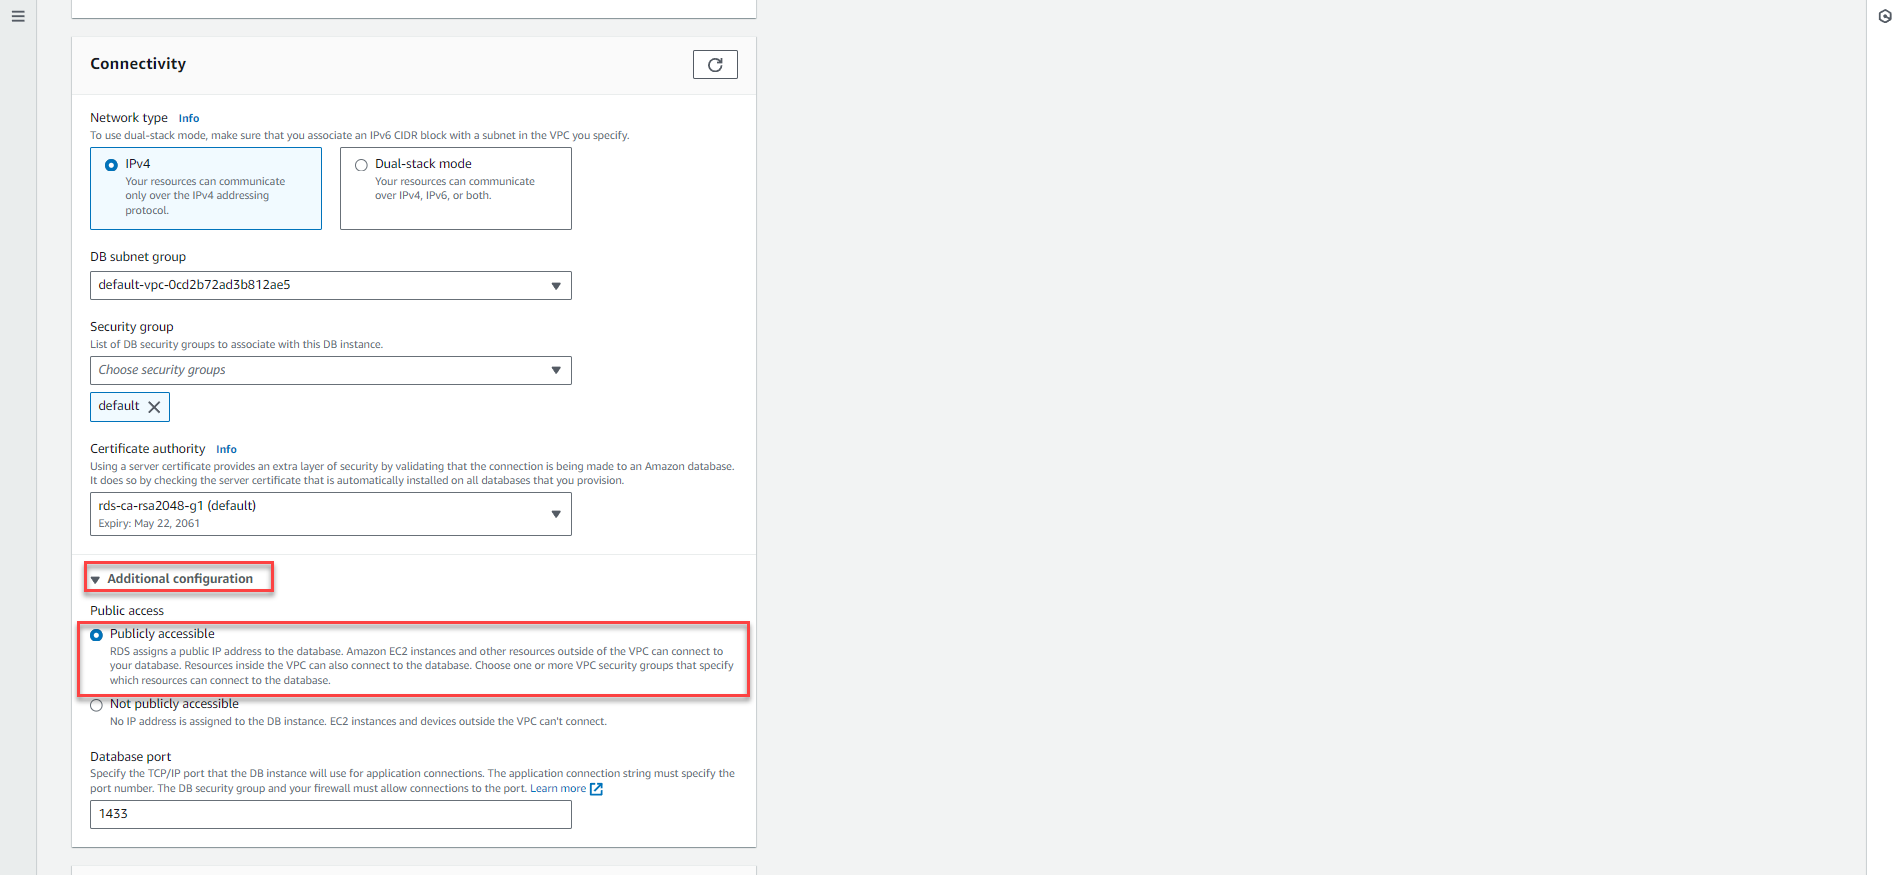 Connectivity
Network type Info
To use dual-stack mode, make sure that you associate an IPv6 CIDR block with a subnet in the VPC you specify.
IPv4
Your resources can communicate
only over the IPv4 addressing
protocol.
Dual-stack mode
Your resources can communicate
over IPv4, IPv6, or both.
DB subnet group
default-vpc-0cd2b72ad3b812ae5
Security group
List of DB security groups to associate with this DB instance.
Choose security groups
default
Certificate authority Info
Using a server certificate provides an extra layer of security by validating that the connection is being made to an Amazon database.
It does so by checking the server certificate that is automatically installed on all databases that you provision.
rds-ca-rsa2048-g1 (default)
Expiry: May 22, 2061
Additional configuration
Public access
Publicly accessible
RDS assigns a public IP address to the database. Amazon EC2 instances and other resources outside of the VPC can connect to
your database. Resources inside the VPC can also connect to the database. Choose one or more VPC security groups that specify
which resources can connect to the database.
Not publicly accessible
No IP address is assigned to the DB instance. EC2 instances and devices outside the VPC can't connect.
Database port
Specify the TCP/IP port that the DB instance will use for application connections. The application connection string must specify the
port number. The DB security group and your firewall must allow connections to the port. Learn more
1433